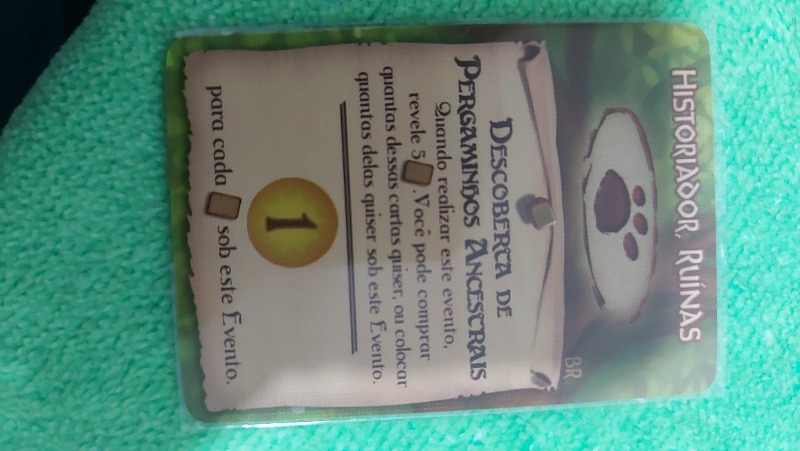 HISTORIADOR, RUÍNAS
BR
DESCOBERTA DE
PERGAMINHOS ANCESTRAIS
Quando realizar este evento,
revele 5 . Você pode comprar
quantas dessas cartas quiser, ou colocar
quantas delas quiser sob este Evento.
1
para cada sob este Evento.